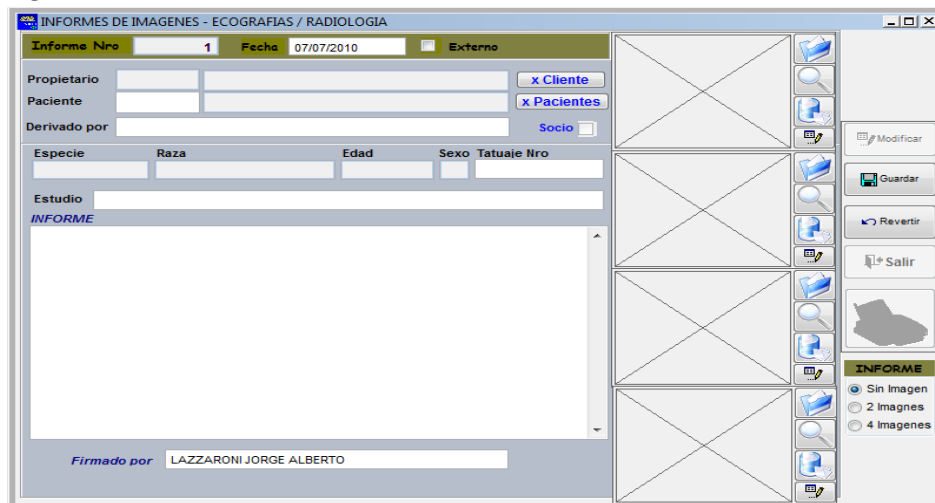 INFORMES DE IMAGENES - ECOGRAFIAS / RADIOLOGIA
Informe Nro 1 Fecha 07/07/2010 Externo
Propietario x Cliente
Paciente x Pacientes
Derivado por Socio
Especie Raza Edad Sexo Tatuaje Nro
Estudio
INFORME
Firmado por LAZZARONI JORGE ALBERTO
Modificar
Guardar
Revertir
Salir
INFORME
Sin Imagen
2 Imagnes
4 Imagenes